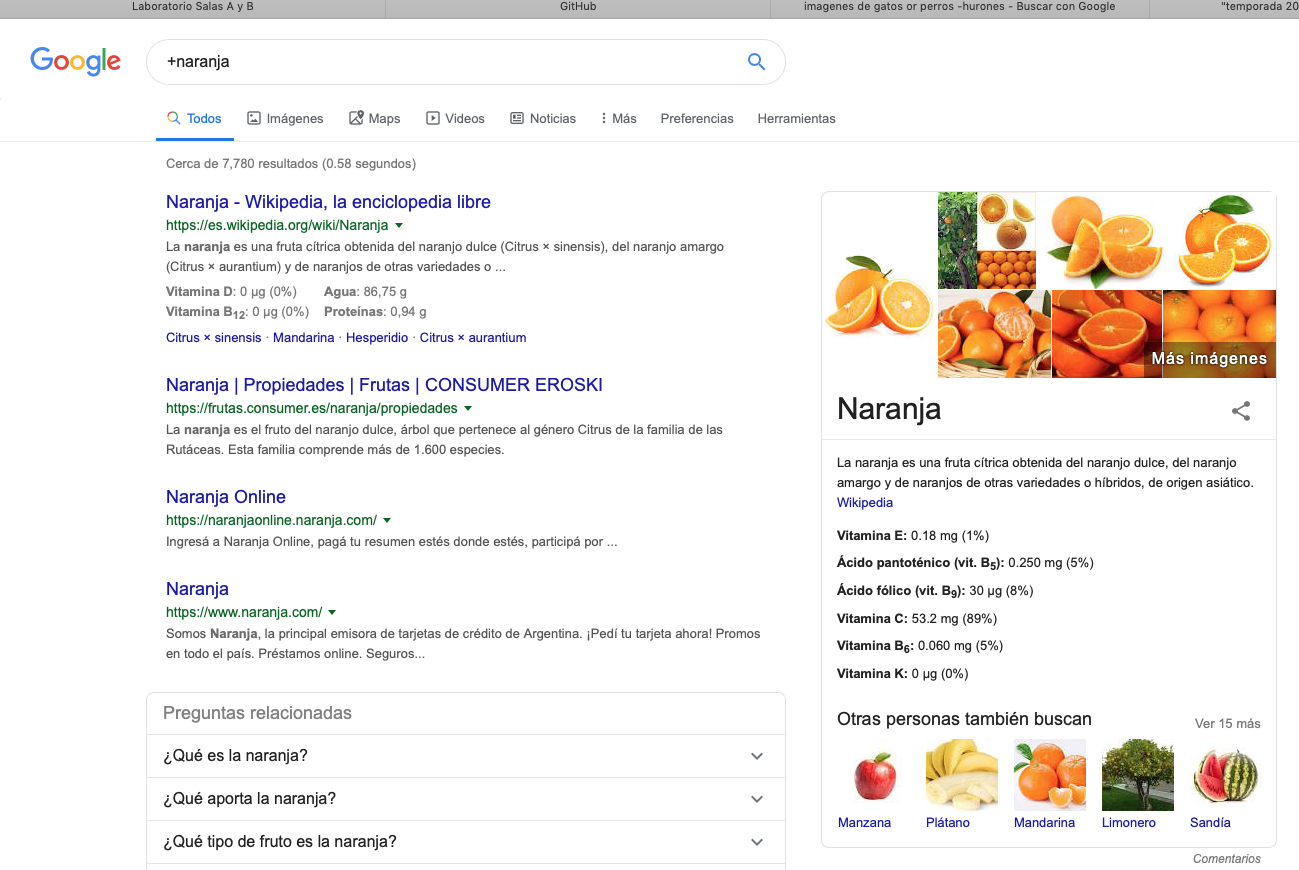 Laboratorio Salas A y B
GitHub
imagenes de gatos or perros -hurones - Buscar con Google
"temporada 20
Google
+naranja
Todos
Imágenes
Maps
Videos
Noticias
Más
Preferencias
Herramientas
Cerca de 7,780 resultados (0.58 segundos)
Naranja - Wikipedia, la enciclopedia libre
https://es.wikipedia.org/wiki/Naranja
La naranja es una fruta cítrica obtenida del naranjo dulce (Citrus × sinensis), del naranjo amargo
(Citrus × aurantium) y de naranjos de otras variedades o ...
Vitamina D: 0 µg (0%) Agua: 86,75 g
Vitamina B12: 0 µg (0%) Proteínas: 0,94 g
Citrus × sinensis · Mandarina · Hesperidio · Citrus × aurantium
Naranja | Propiedades | Frutas | CONSUMER EROSKI
https://frutas.consumer.es/naranja/propiedades
La naranja es el fruto del naranjo dulce, árbol que pertenece al género Citrus de la familia de las
Rutáceas. Esta familia comprende más de 1.600 especies.
Naranja Online
https://naranjaonline.naranja.com/
Ingresá a Naranja Online, pagá tu resumen estés donde estés, participá por ...
Naranja
https://www.naranja.com/
Somos Naranja, la principal emisora de tarjetas de crédito de Argentina. ¡Pedí tu tarjeta ahora! Promos
en todo el país. Préstamos online. Seguros...
Preguntas relacionadas
¿Qué es la naranja?
¿Qué aporta la naranja?
¿Qué tipo de fruto es la naranja?
Más imágenes
Naranja
La naranja es una fruta cítrica obtenida del naranjo dulce, del naranjo
amargo y de naranjos de otras variedades o híbridos, de origen asiático.
Wikipedia
Vitamina E: 0.18 mg (1%)
Ácido pantoténico (vit. B5): 0.250 mg (5%)
Ácido fólico (vit. B9): 30 µg (8%)
Vitamina C: 53.2 mg (89%)
Vitamina B6: 0.060 mg (5%)
Vitamina K: 0 µg (0%)
Otras personas también buscan
Ver 15 más
Manzana
Plátano
Mandarina
Limonero
Sandía
Comentarios